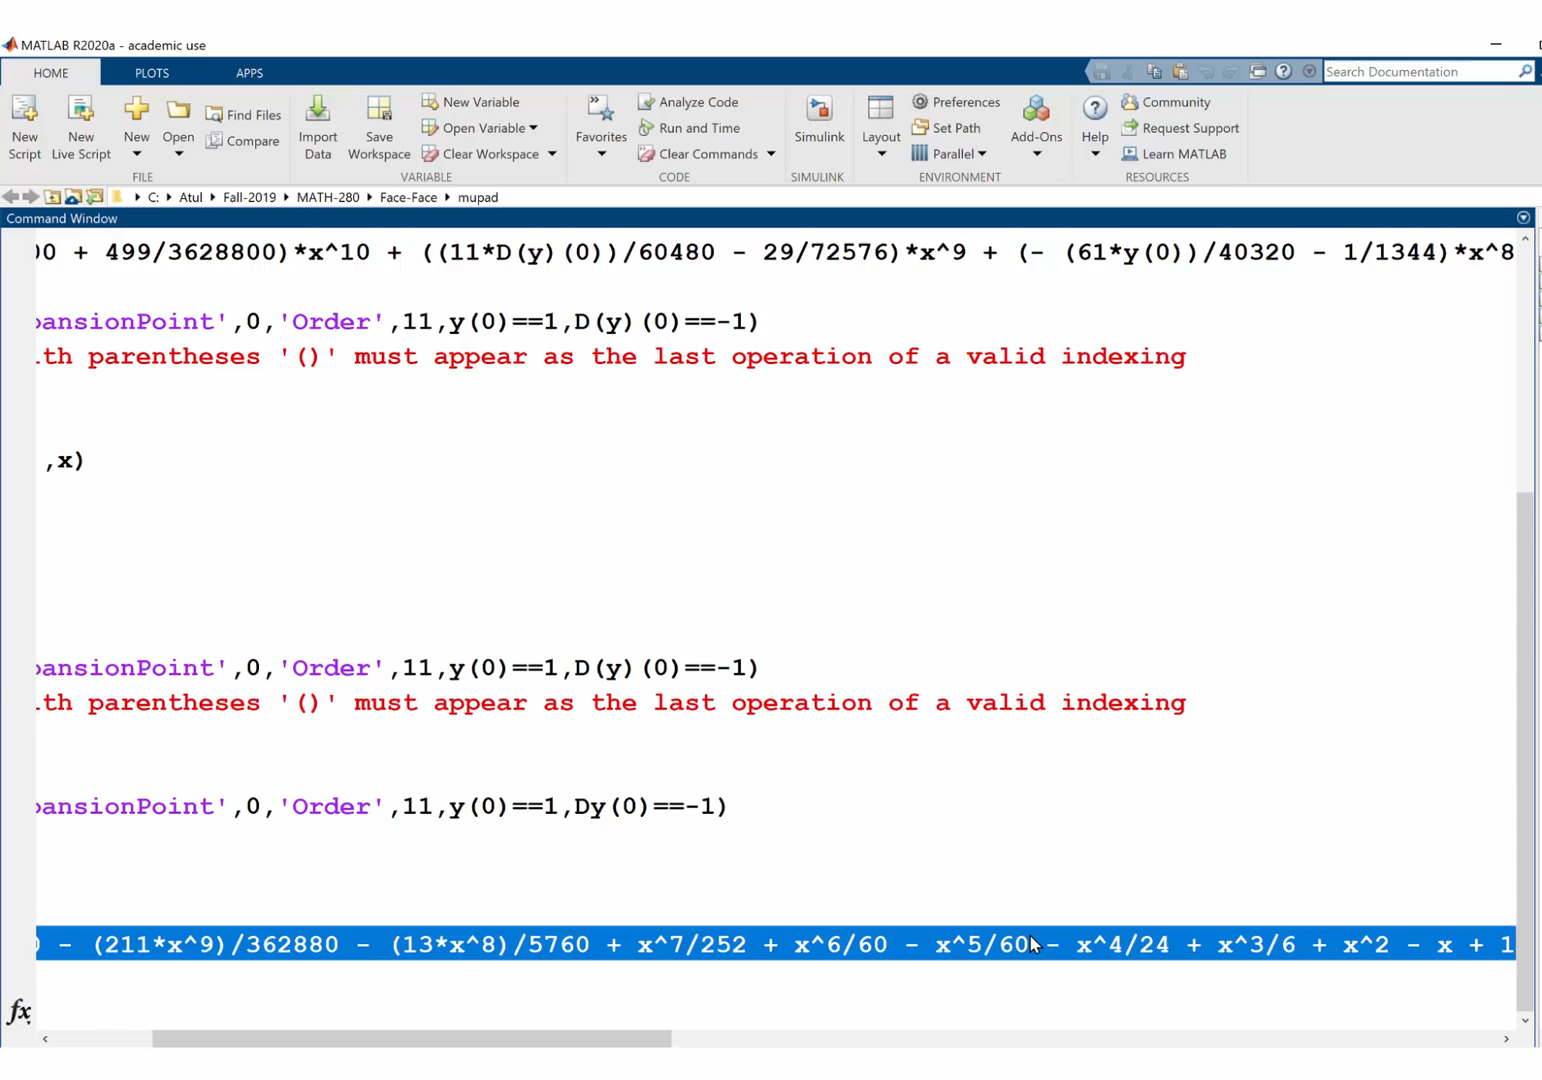 MATLAB R2020a - academic use
HOME PLOTS APPS Search Documentation
New Script
New Live Script
New
Open
Find Files
Compare
Import Data
Save Workspace
New Variable
Open Variable
Clear Workspace
Favorites
Analyze Code
Run and Time
Clear Commands
Simulink
Layout
Preferences
Set Path
Parallel
Add-Ons
Help
Community
Request Support
Learn MATLAB
FILE VARIABLE CODE SIMULINK ENVIRONMENT RESOURCES
C: Atul Fall-2019 MATH-280 Face-Face mupad
Command Window
00 + 499/3628800)*x^10 + ((11*D(y)(0))/60480 - 29/72576)*x^9 + (- (61*y(0))/40320 - 1/1344)*x^8
pansionPoint',0,'Order',11,y(0)==1,D(y)(0)==-1)
ith parentheses '()' must appear as the last operation of a valid indexing
,x)
pansionPoint',0,'Order',11,y(0)==1,D(y)(0)==-1)
ith parentheses '()' must appear as the last operation of a valid indexing
pansionPoint',0,'Order',11,y(0)==1,Dy(0)==-1)
- (211*x^9)/362880 - (13*x^8)/5760 + x^7/252 + x^6/60 - x^5/60 - x^4/24 + x^3/6 + x^2 - x + 1
fx